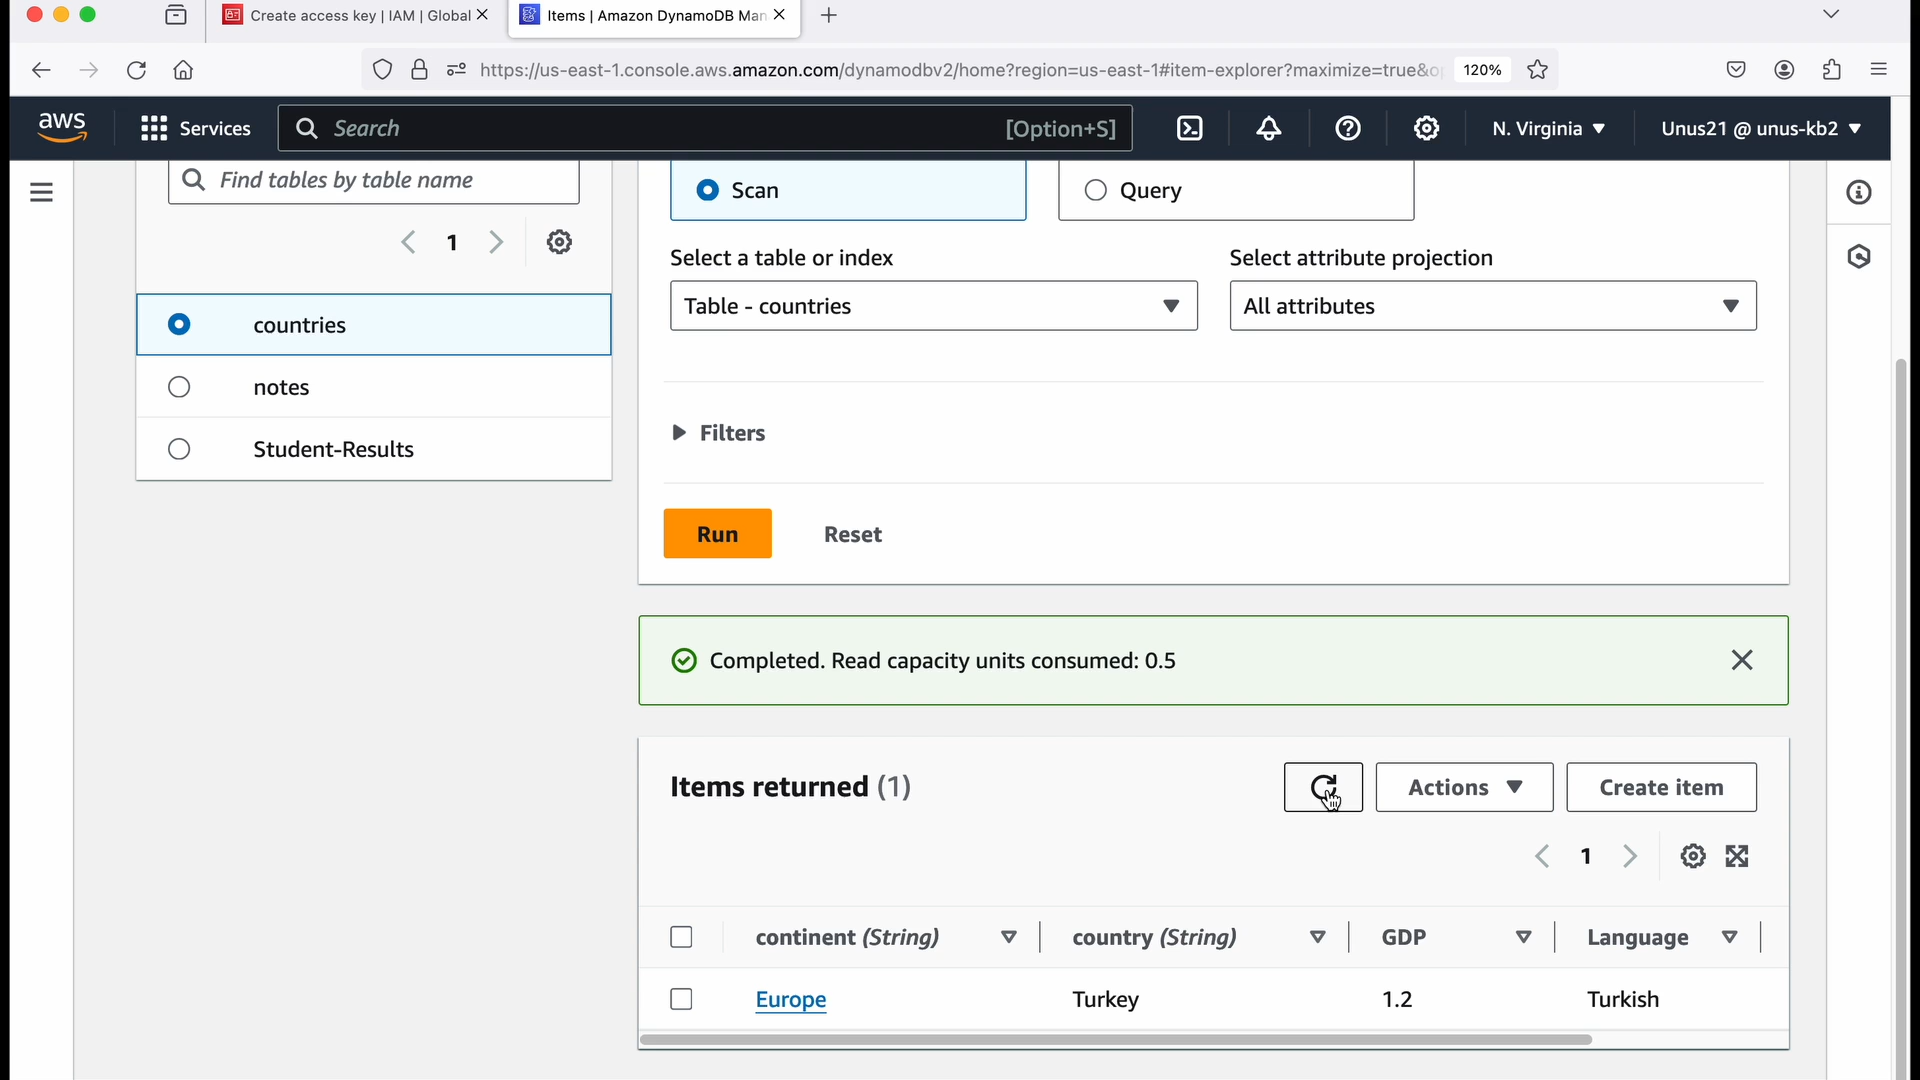 Create access key | IAM | Global
Items | Amazon DynamoDB Man
https://us-east-1.console.aws.amazon.com/dynamodbv2/home?region=us-east-1#item-explorer?maximize=true&o
120%
aws
Services
Search
[Option+S]
N. Virginia
Unus21 @ unus-kb2
Find tables by table name
1
countries
notes
Student-Results
Scan
Query
Select a table or index
Select attribute projection
Table - countries
All attributes
Filters
Run
Reset
Completed. Read capacity units consumed: 0.5
Items returned (1)
Actions
Create item
1
continent (String)
country (String)
GDP
Language
Europe
Turkey
1.2
Turkish